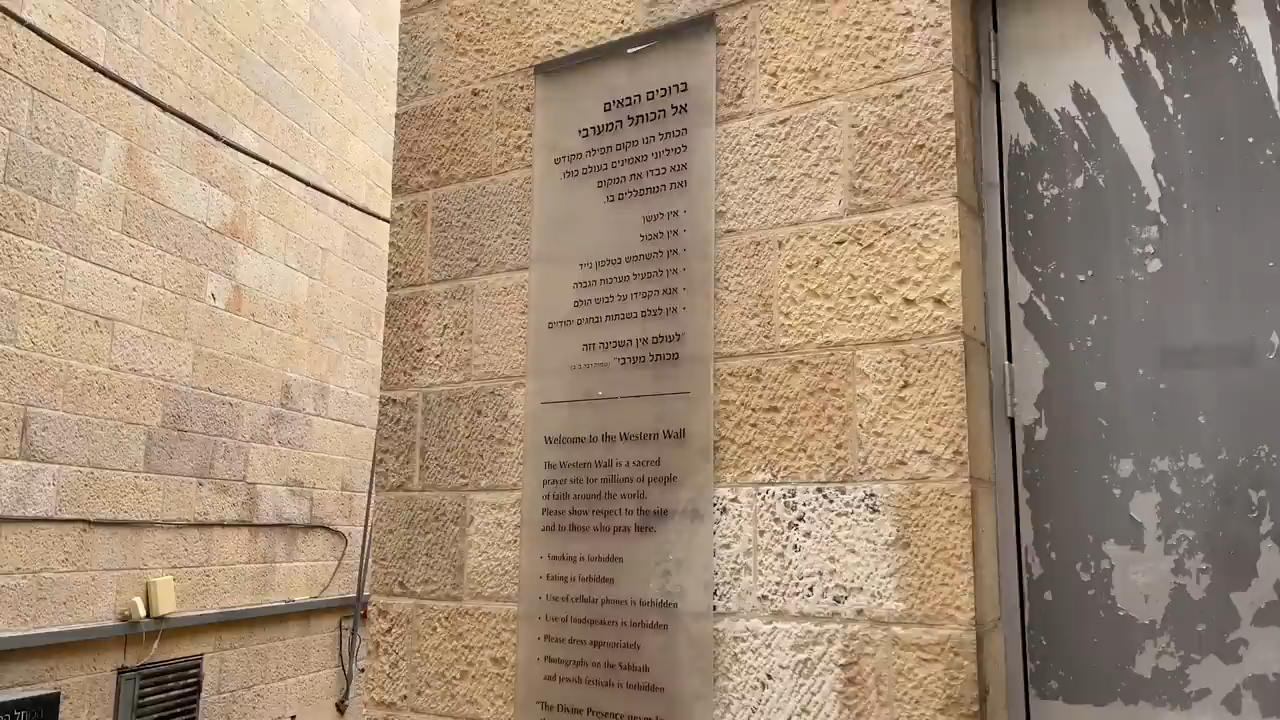 ברוכים הבאים
אל הכותל המערבי
הכותל הנו מקום תפילה מקודש
למיליוני מאמינים בעולם כולו.
אנא כבדו את המקום
ואת המתפללים בו.
• אין לעשן
• אין לאכול
• אין להשתמש בטלפון נייד
• אין להפעיל מערכות הגברה
• אנא הקפידו על לבוש הולם
• אין לצלם בשבתות ובחגים יהודיים
"לעולם אין השכינה זזה
מכותל מערבי" (שמות רבה ב, ב)
Welcome to the Western Wall
The Western Wall is a sacred
prayer site for millions of people
of faith around the world.
Please show respect to the site
and to those who pray here.
• Smoking is forbidden
• Eating is forbidden
• Use of cellular phones is forbidden
• Use of loudspeakers is forbidden
• Please dress appropriately
• Photography on the Sabbath
and Jewish festivals is forbidden
"The Divine Presence never